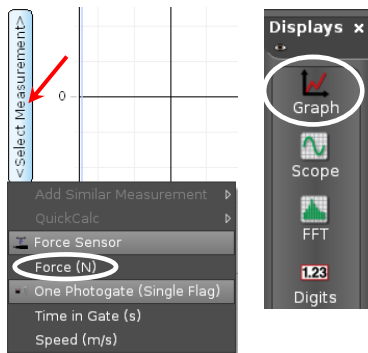 <Select Measurement>
0
Add Similar Measurement
QuickCalc
Force Sensor
Force (N)
One Photogate (Single Flag)
Time in Gate (s)
Speed (m/s)
Displays ×
Graph
Scope
FFT
1.23
Digits